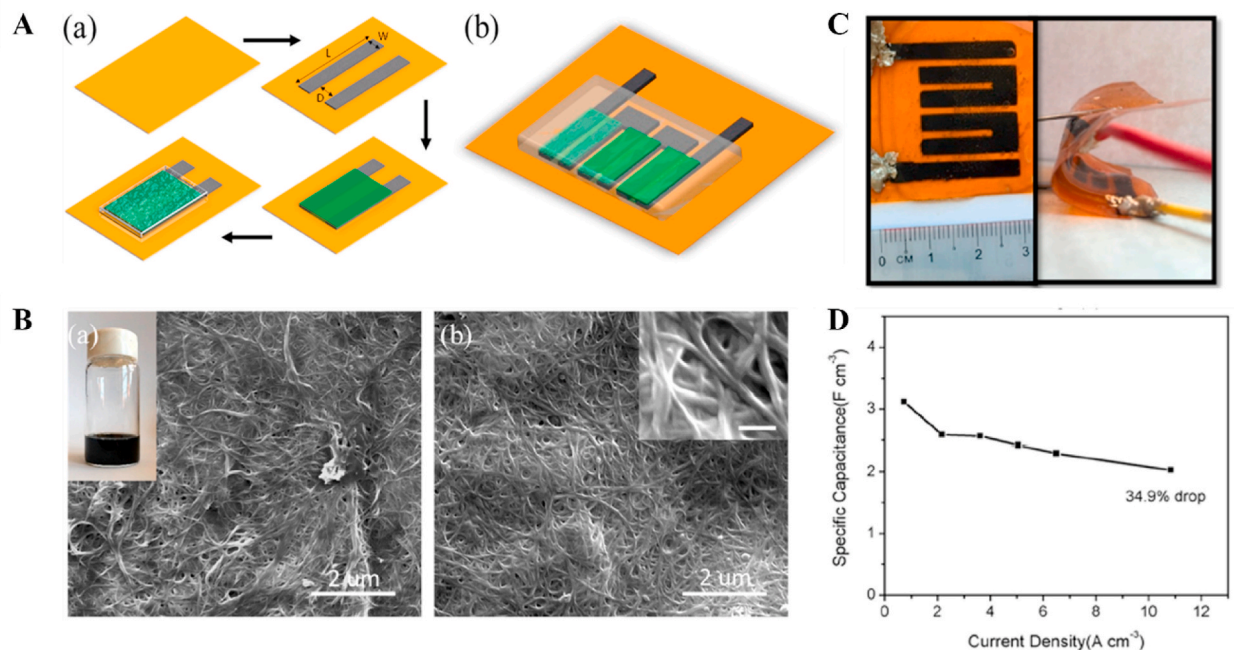 A
(a)
L
W
D
(b)
C
0 CM 1 2 3
B
(a)
2 um
(b)
2 um
D
Specific Capacitance(F cm⁻³)
4
3
2
1
0
34.9% drop
0 2 4 6 8 10 12
Current Density(A cm⁻³)